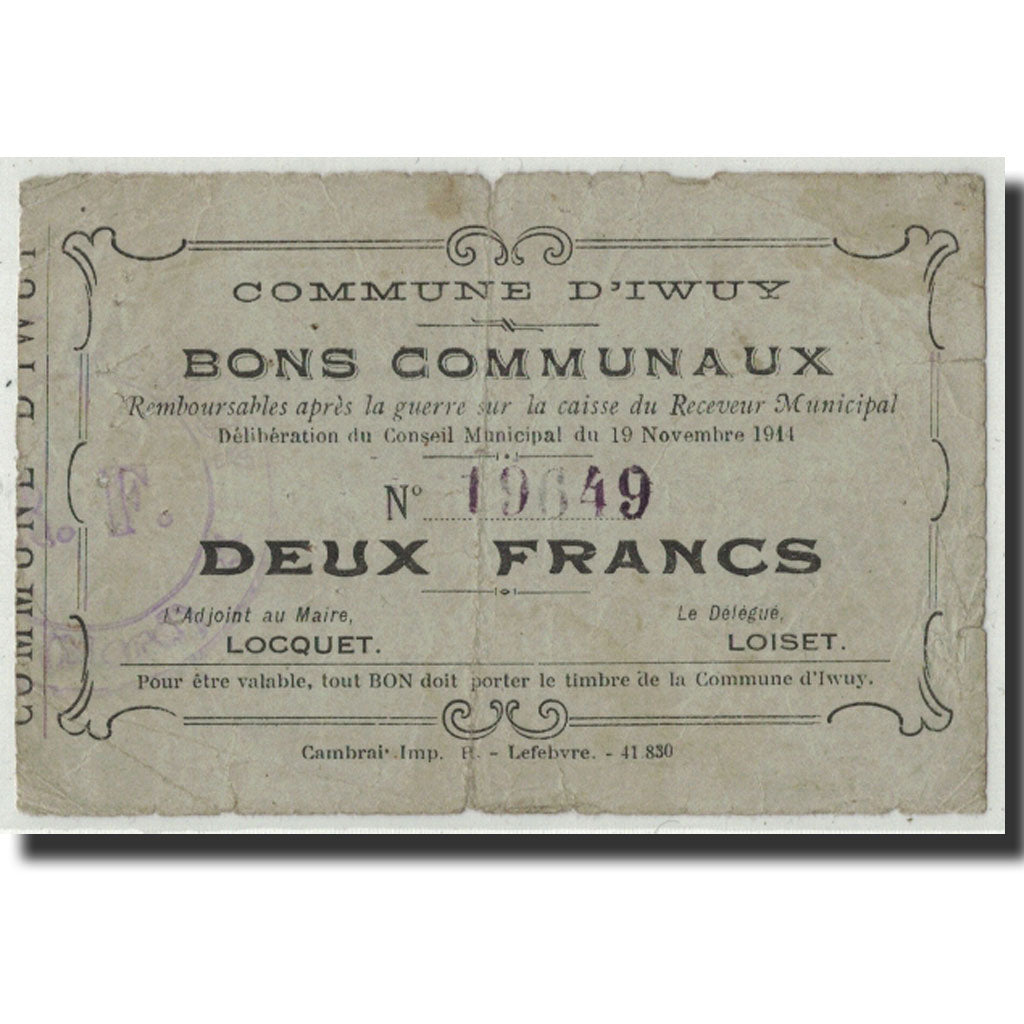 COMMUNE D'IWUY
COMMUNE D'IWUY
BONS COMMUNAUX
Remboursables après la guerre sur la caisse du Receveur Municipal
Délibération du Conseil Municipal du 19 Novembre 1914
N° 19649
DEUX FRANCS
L'Adjoint au Maire,
LOCQUET.
Le Délégué,
LOISET.
Pour être valable, tout BON doit porter le timbre de la Commune d'Iwuy.
Cambrai Imp. - Lefebvre. - 41.830